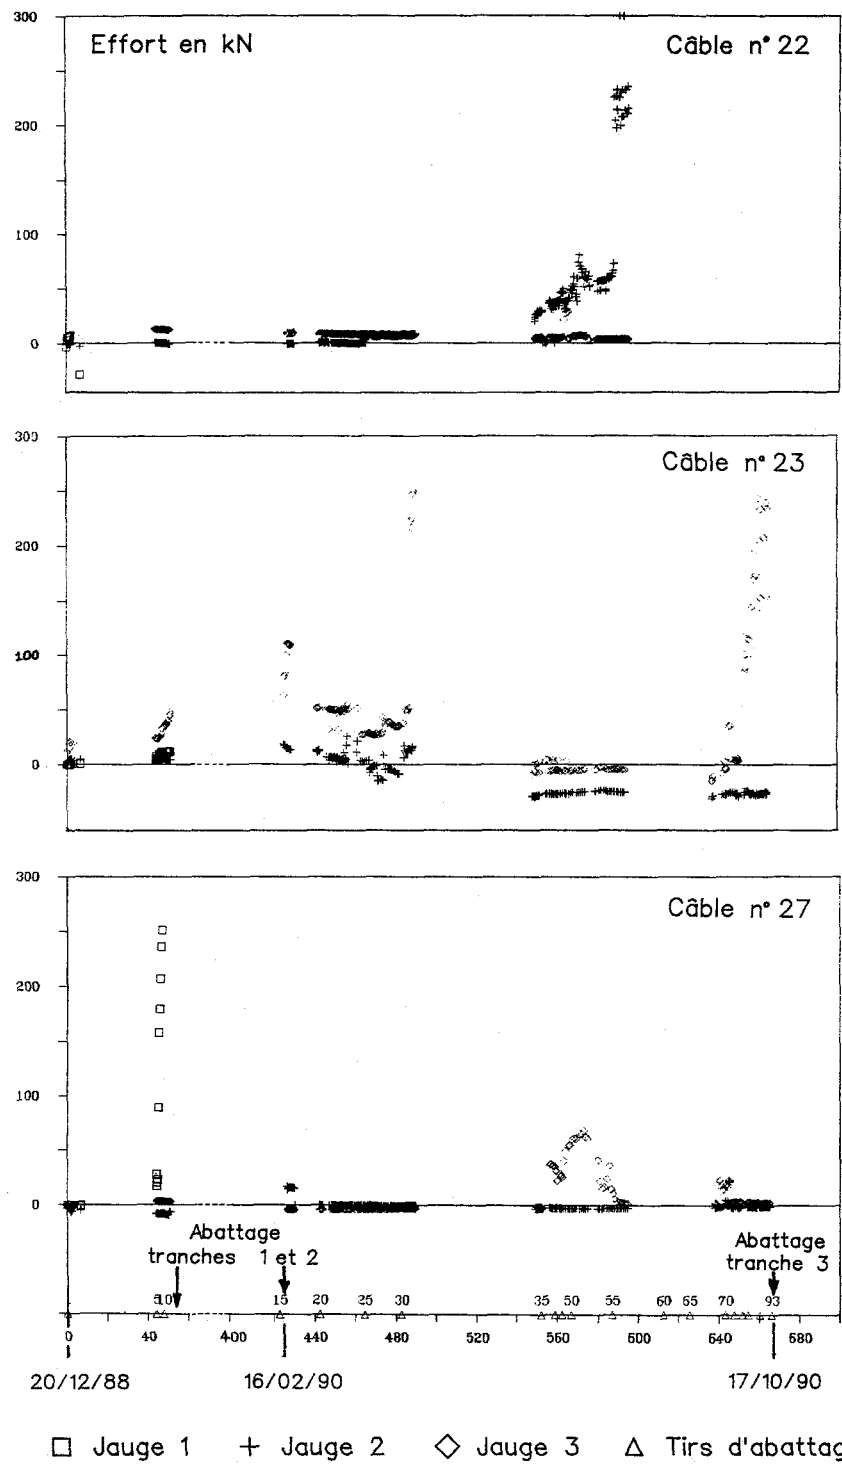 300
Effort en kN
Câble n° 22
200
100
0
300
Câble n° 23
200
100
0
300
Câble n° 27
200
100
0
Abattage
tranches 1 et 2
Abattage
tranche 3
5 10 15 20 25 30 35 50 55 60 65 70 93
0 40 400 440 480 520 560 600 640 680
20/12/88 16/02/90 17/10/90
Jauge 1 Jauge 2 Jauge 3 Tirs d'abattag